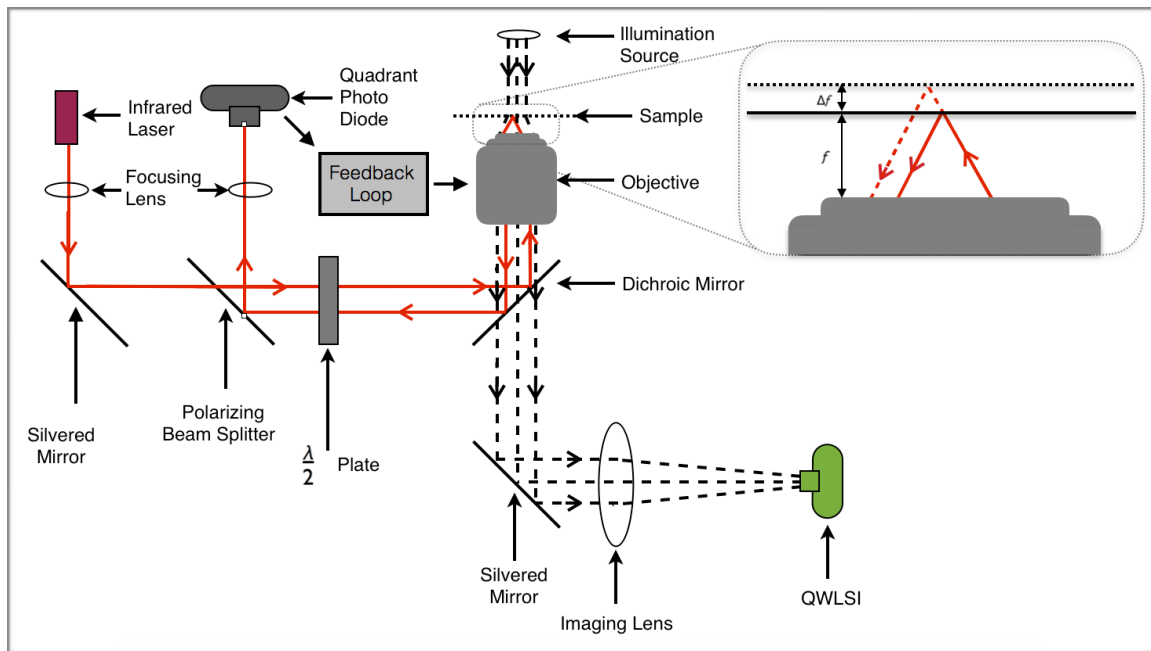 Illumination
Source
Infrared
Laser
Quadrant
Photo
Diode
Δf
Sample
f
Focusing
Lens
Feedback
Loop
Objective
Dichroic Mirror
Silvered
Mirror
Polarizing
Beam Splitter
λ/2 Plate
Silvered
Mirror
Imaging Lens
QWLSI